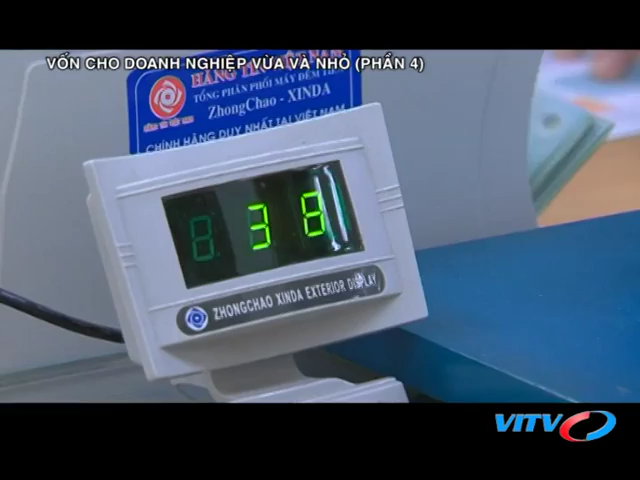 VỐN CHO DOANH NGHIỆP VỪA VÀ NHỎ (PHẦN 4)
TỔNG PHÂN PHỐI MÁY ĐẾM TIỀN
ZhongChao - XINDA
CHÍNH HÃNG DUY NHẤT TẠI VIỆT NAM
38
ZHONGCHAO XINDA EXTERIOR DISPLAY
VITV